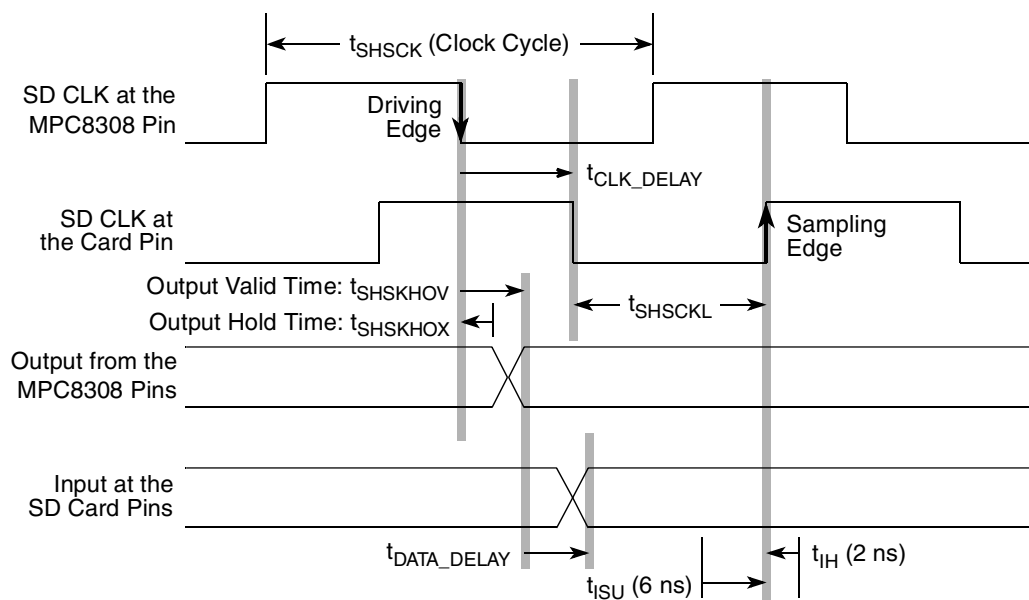 tSHSCK (Clock Cycle)
SD CLK at the
MPC8308 Pin
Driving
Edge
tCLK_DELAY
SD CLK at
the Card Pin
Sampling
Edge
Output Valid Time: tSHSKHOV
tSHSCKL
Output Hold Time: tSHSKHOX
Output from the
MPC8308 Pins
Input at the
SD Card Pins
tDATA_DELAY
tIH (2 ns)
tISU (6 ns)